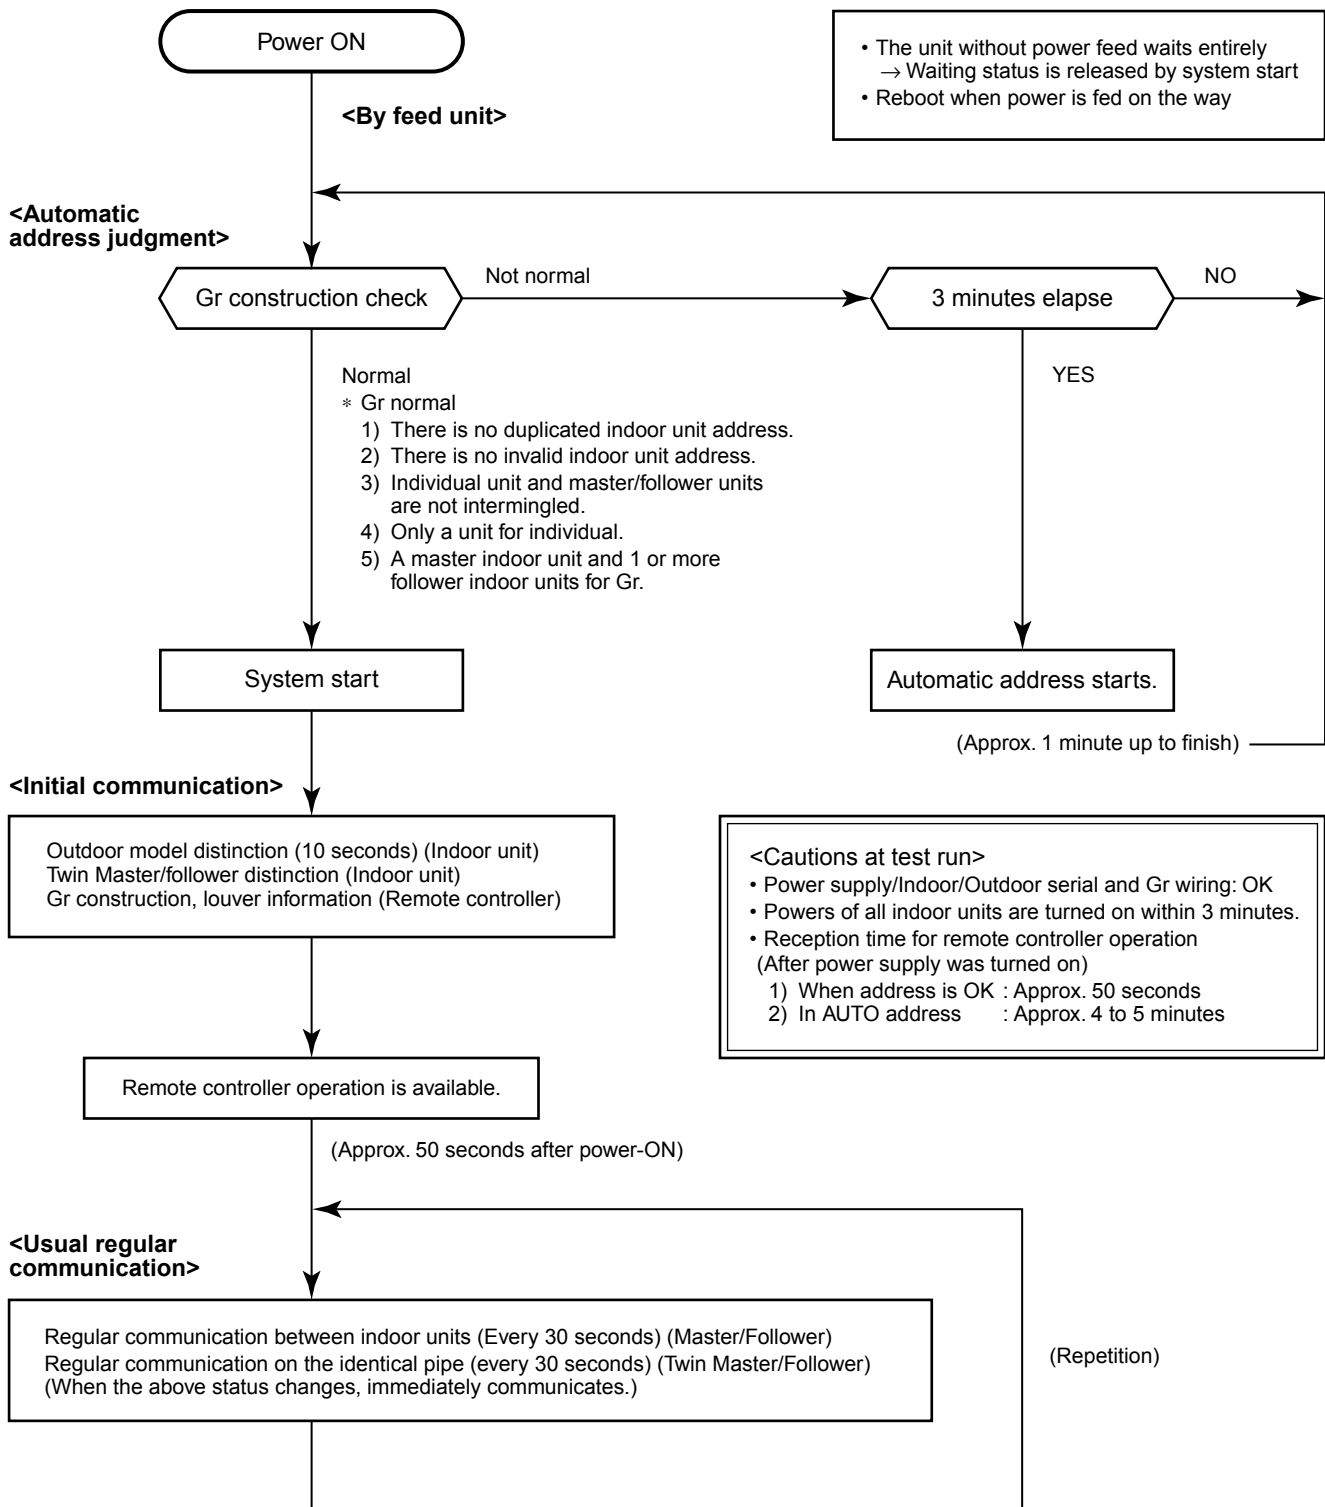 Power ON
• The unit without power feed waits entirely
→ Waiting status is released by system start
• Reboot when power is fed on the way
<By feed unit>
<Automatic
address judgment>
Gr construction check
Not normal
3 minutes elapse
NO
Normal
* Gr normal
1) There is no duplicated indoor unit address.
2) There is no invalid indoor unit address.
3) Individual unit and master/follower units
are not intermingled.
4) Only a unit for individual.
5) A master indoor unit and 1 or more
follower indoor units for Gr.
YES
System start
Automatic address starts.
(Approx. 1 minute up to finish)
<Initial communication>
Outdoor model distinction (10 seconds) (Indoor unit)
Twin Master/follower distinction (Indoor unit)
Gr construction, louver information (Remote controller)
<Cautions at test run>
• Power supply/Indoor/Outdoor serial and Gr wiring: OK
• Powers of all indoor units are turned on within 3 minutes.
• Reception time for remote controller operation
(After power supply was turned on)
1) When address is OK : Approx. 50 seconds
2) In AUTO address : Approx. 4 to 5 minutes
Remote controller operation is available.
(Approx. 50 seconds after power-ON)
<Usual regular
communication>
Regular communication between indoor units (Every 30 seconds) (Master/Follower)
Regular communication on the identical pipe (every 30 seconds) (Twin Master/Follower)
(When the above status changes, immediately communicates.)
(Repetition)